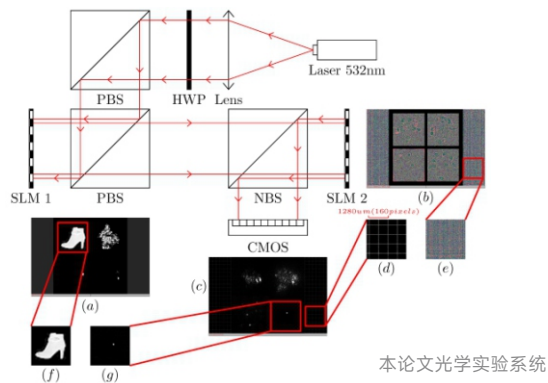 Laser 532nm
PBS
HWP
Lens
SLM 1
PBS
NBS
SLM 2
CMOS
(b)
1280um(160pixels)
(a)
(c)
(d)
(e)
(f)
(g)
本论文光学实验系统